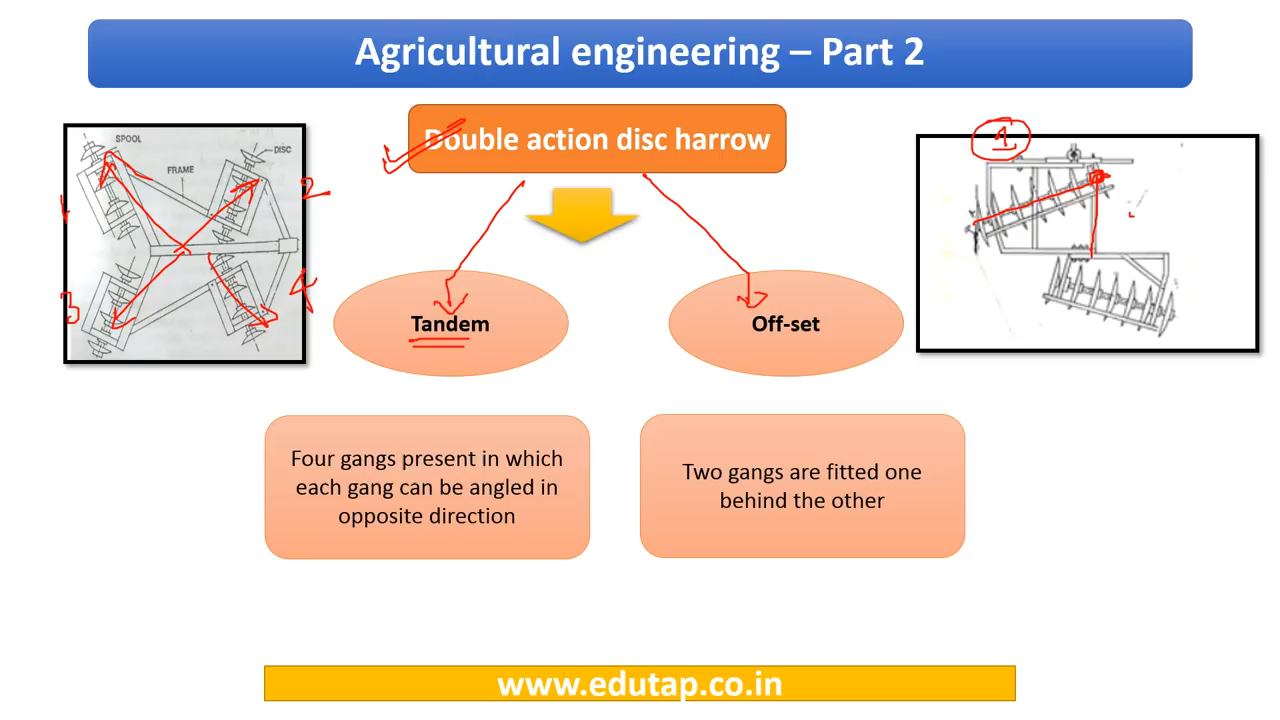 Agricultural engineering – Part 2
Double action disc harrow
SPOOL
DISC
FRAME
1
2
3
4
1
Tandem
Off-set
Four gangs present in which
each gang can be angled in
opposite direction
Two gangs are fitted one
behind the other
www.edutap.co.in